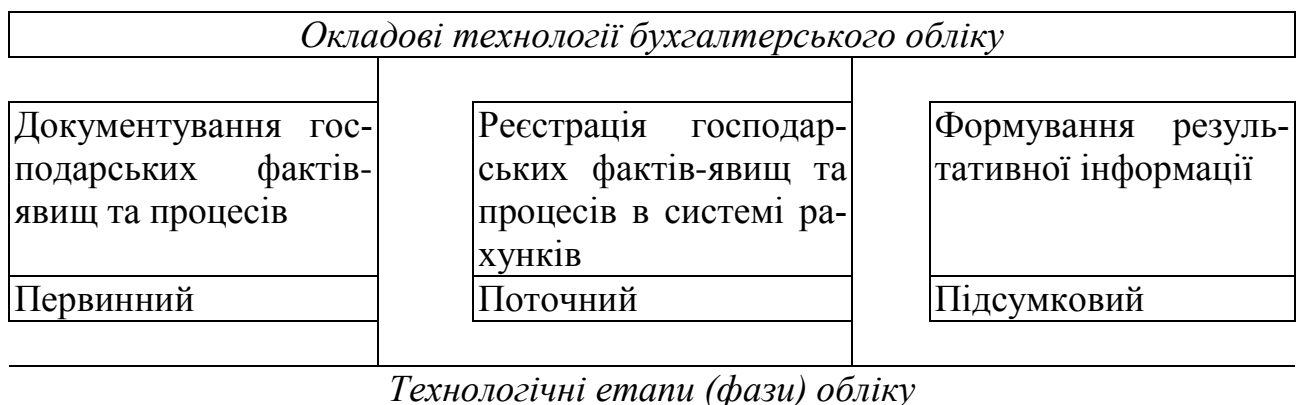 Окладові технології бухгалтерського обліку
Документування гос-
подарських фактів-
явищ та процесів
Первинний
Реєстрація господар-
ських фактів-явищ та
процесів в системі ра-
хунків
Поточний
Формування резуль-
тативної інформації
Підсумковий
Технологічні етапи (фази) обліку